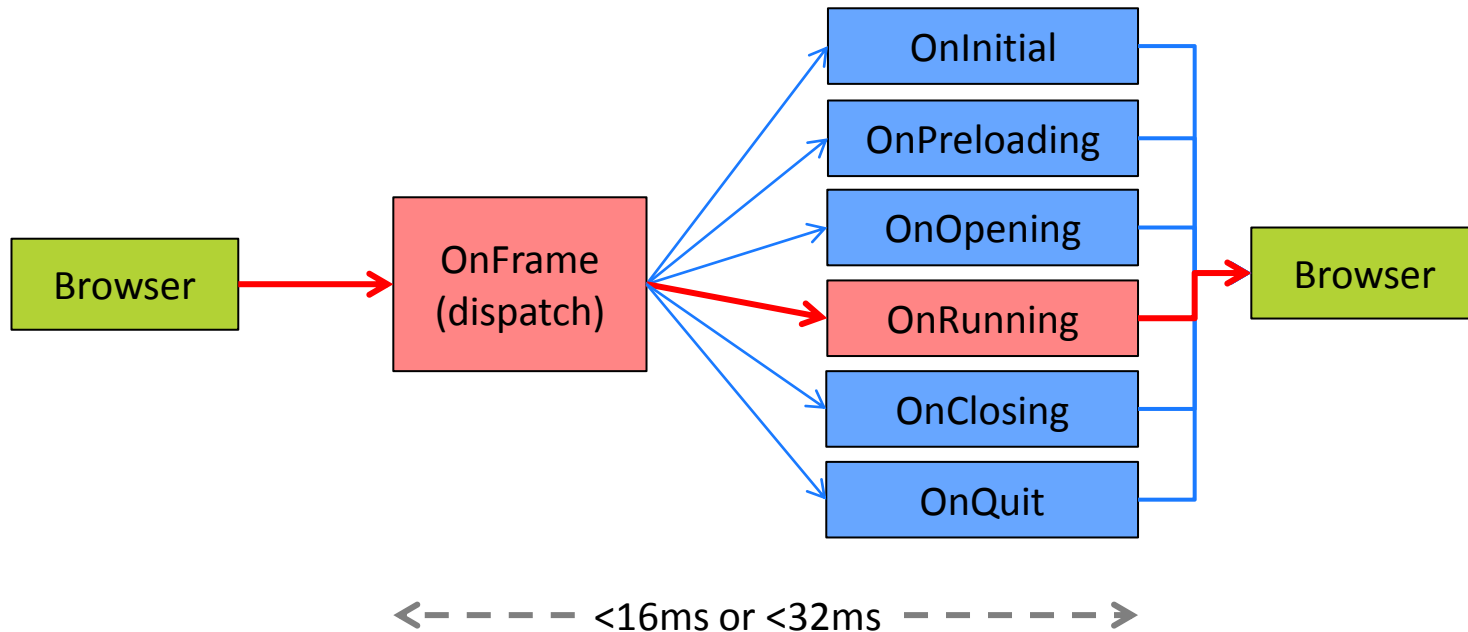 Browser
OnFrame
(dispatch)
OnInitial
OnPreloading
OnOpening
OnRunning
OnClosing
OnQuit
Browser
<16ms or <32ms